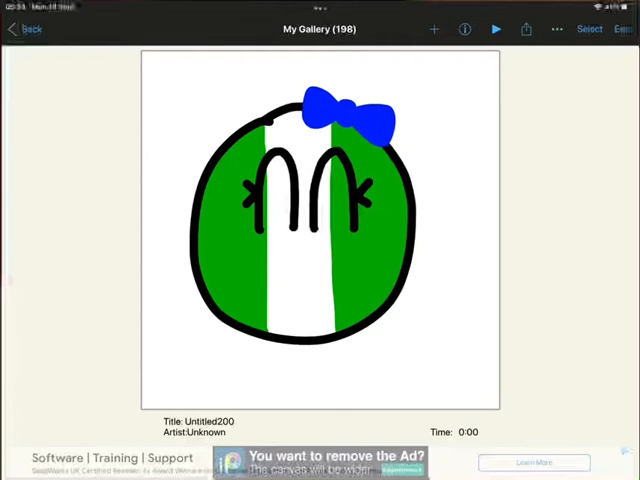 Back
My Gallery (198)
Select
Title: Untitled200
Artist:Unknown
Time: 0:00
Software | Training | Support
You want to remove the Ad?
The canvas will be wider
Learn More